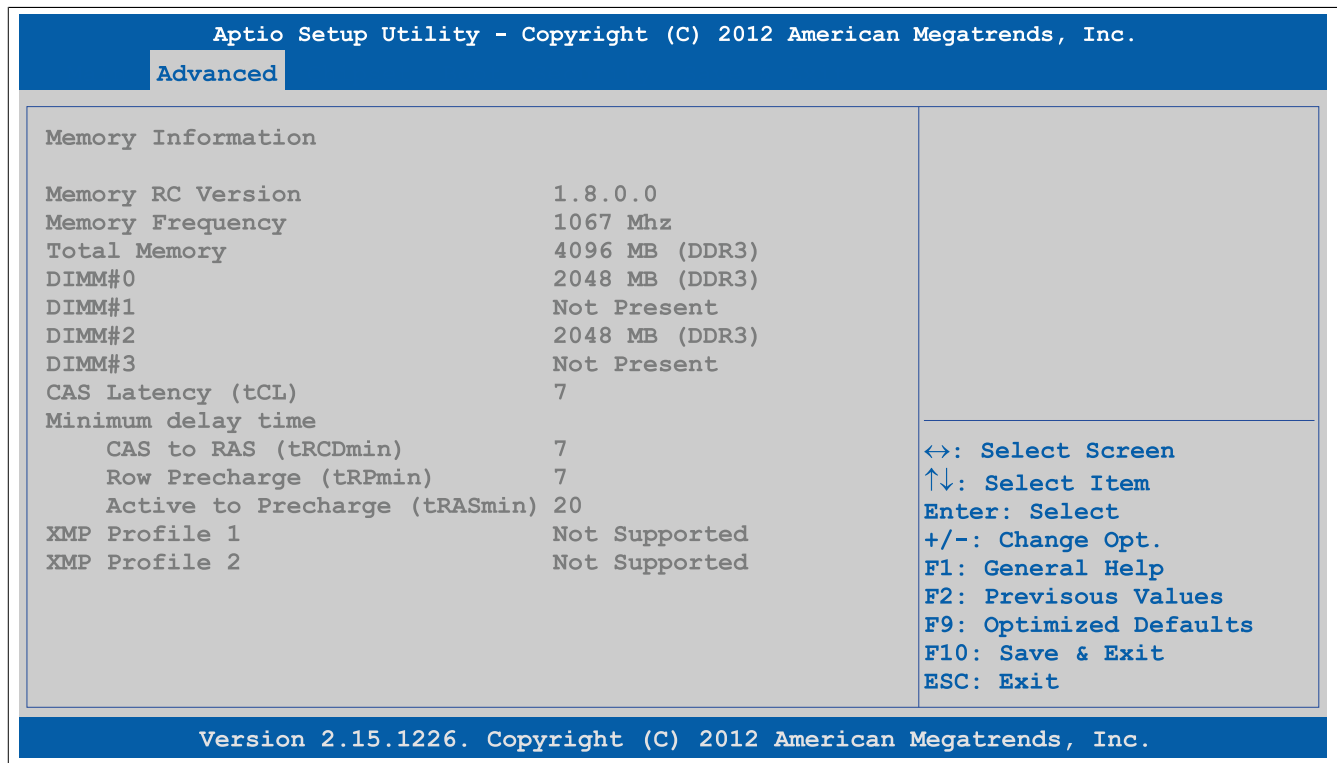 Aptio Setup Utility - Copyright (C) 2012 American Megatrends, Inc.
Advanced
Memory Information
Memory RC Version 1.8.0.0
Memory Frequency 1067 Mhz
Total Memory 4096 MB (DDR3)
DIMM#0 2048 MB (DDR3)
DIMM#1 Not Present
DIMM#2 2048 MB (DDR3)
DIMM#3 Not Present
CAS Latency (tCL) 7
Minimum delay time
CAS to RAS (tRCDmin) 7
Row Precharge (tRPmin) 7
Active to Precharge (tRASmin) 20
XMP Profile 1 Not Supported
XMP Profile 2 Not Supported
↔: Select Screen
↑↓: Select Item
Enter: Select
+/-: Change Opt.
F1: General Help
F2: Previsous Values
F9: Optimized Defaults
F10: Save & Exit
ESC: Exit
Version 2.15.1226. Copyright (C) 2012 American Megatrends, Inc.